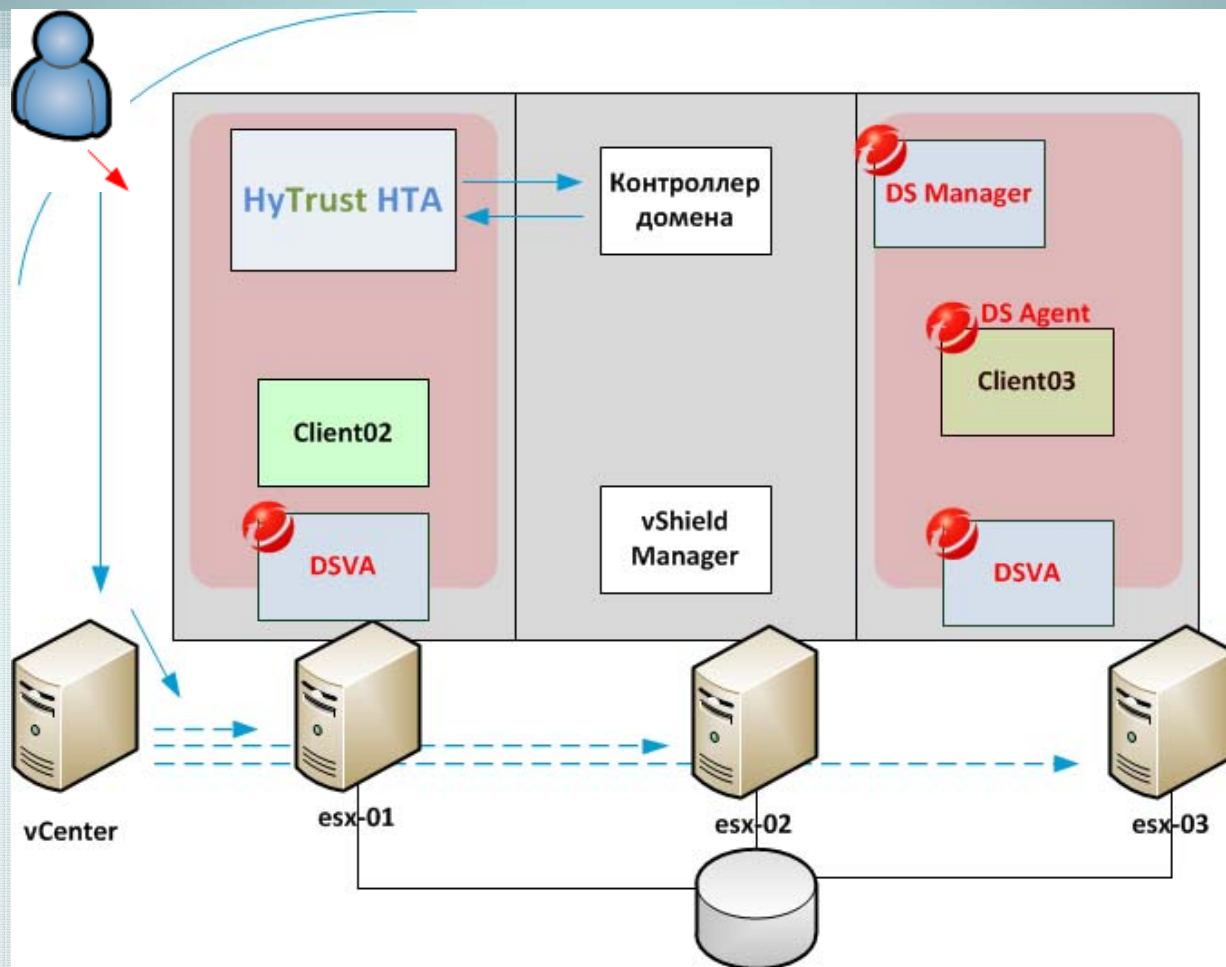 HyTrust HTA
Контроллер
домена
DS Manager
DS Agent
Client03
Client02
vShield
Manager
DSVA
DSVA
vCenter
esx-01
esx-02
esx-03